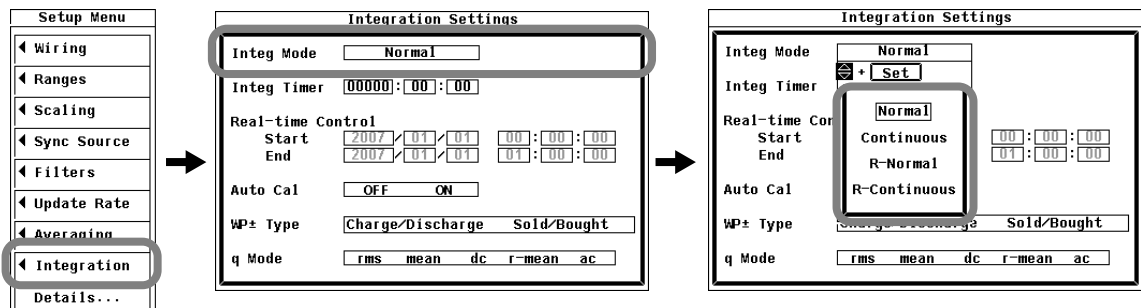 Setup Menu
Wiring
Ranges
Scaling
Sync Source
Filters
Update Rate
Averaging
Integration
Details...
Integration Settings
Integ Mode Normal
Integ Timer 00000 : 00 : 00
Real-time Control
Start 2007 / 01 / 01 00 : 00 : 00
End 2007 / 01 / 01 01 : 00 : 00
Auto Cal OFF ON
WP± Type Charge/Discharge Sold/Bought
q Mode rms mean dc r-mean ac
Integration Settings
Integ Mode Normal
+ Set
Integ Timer
Normal
Real-time Con
Continuous
Start 00 : 00 : 00
End 01 : 00 : 00
R-Normal
R-Continuous
Auto Cal
WP± Type Charge/Discharge Sold/Bought
q Mode rms mean dc r-mean ac